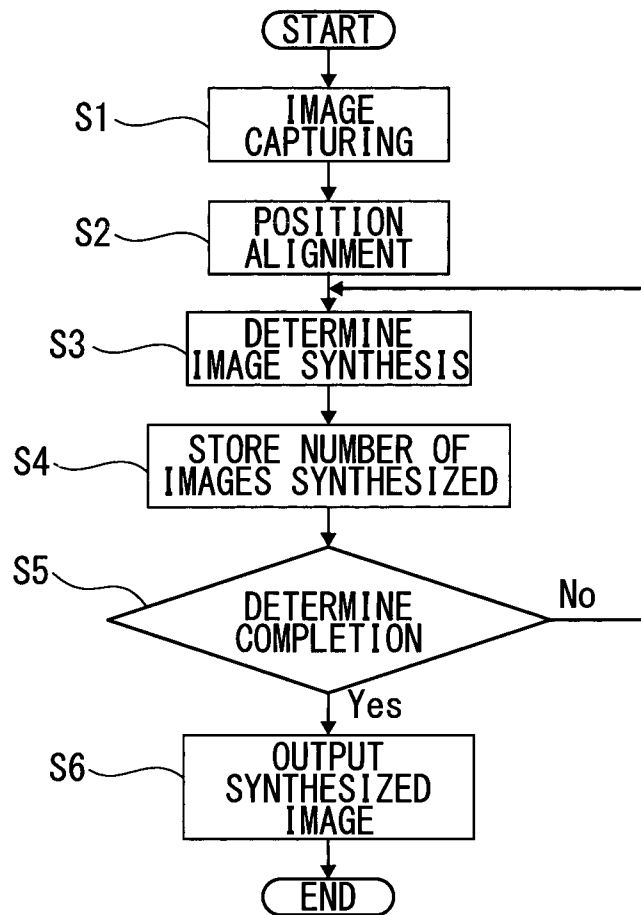 START
S1
IMAGE
CAPTURING
S2
POSITION
ALIGNMENT
S3
DETERMINE
IMAGE SYNTHESIS
S4
STORE NUMBER OF
IMAGES SYNTHESIZED
S5
DETERMINE
COMPLETION
No
Yes
S6
OUTPUT
SYNTHESIZED
IMAGE
END